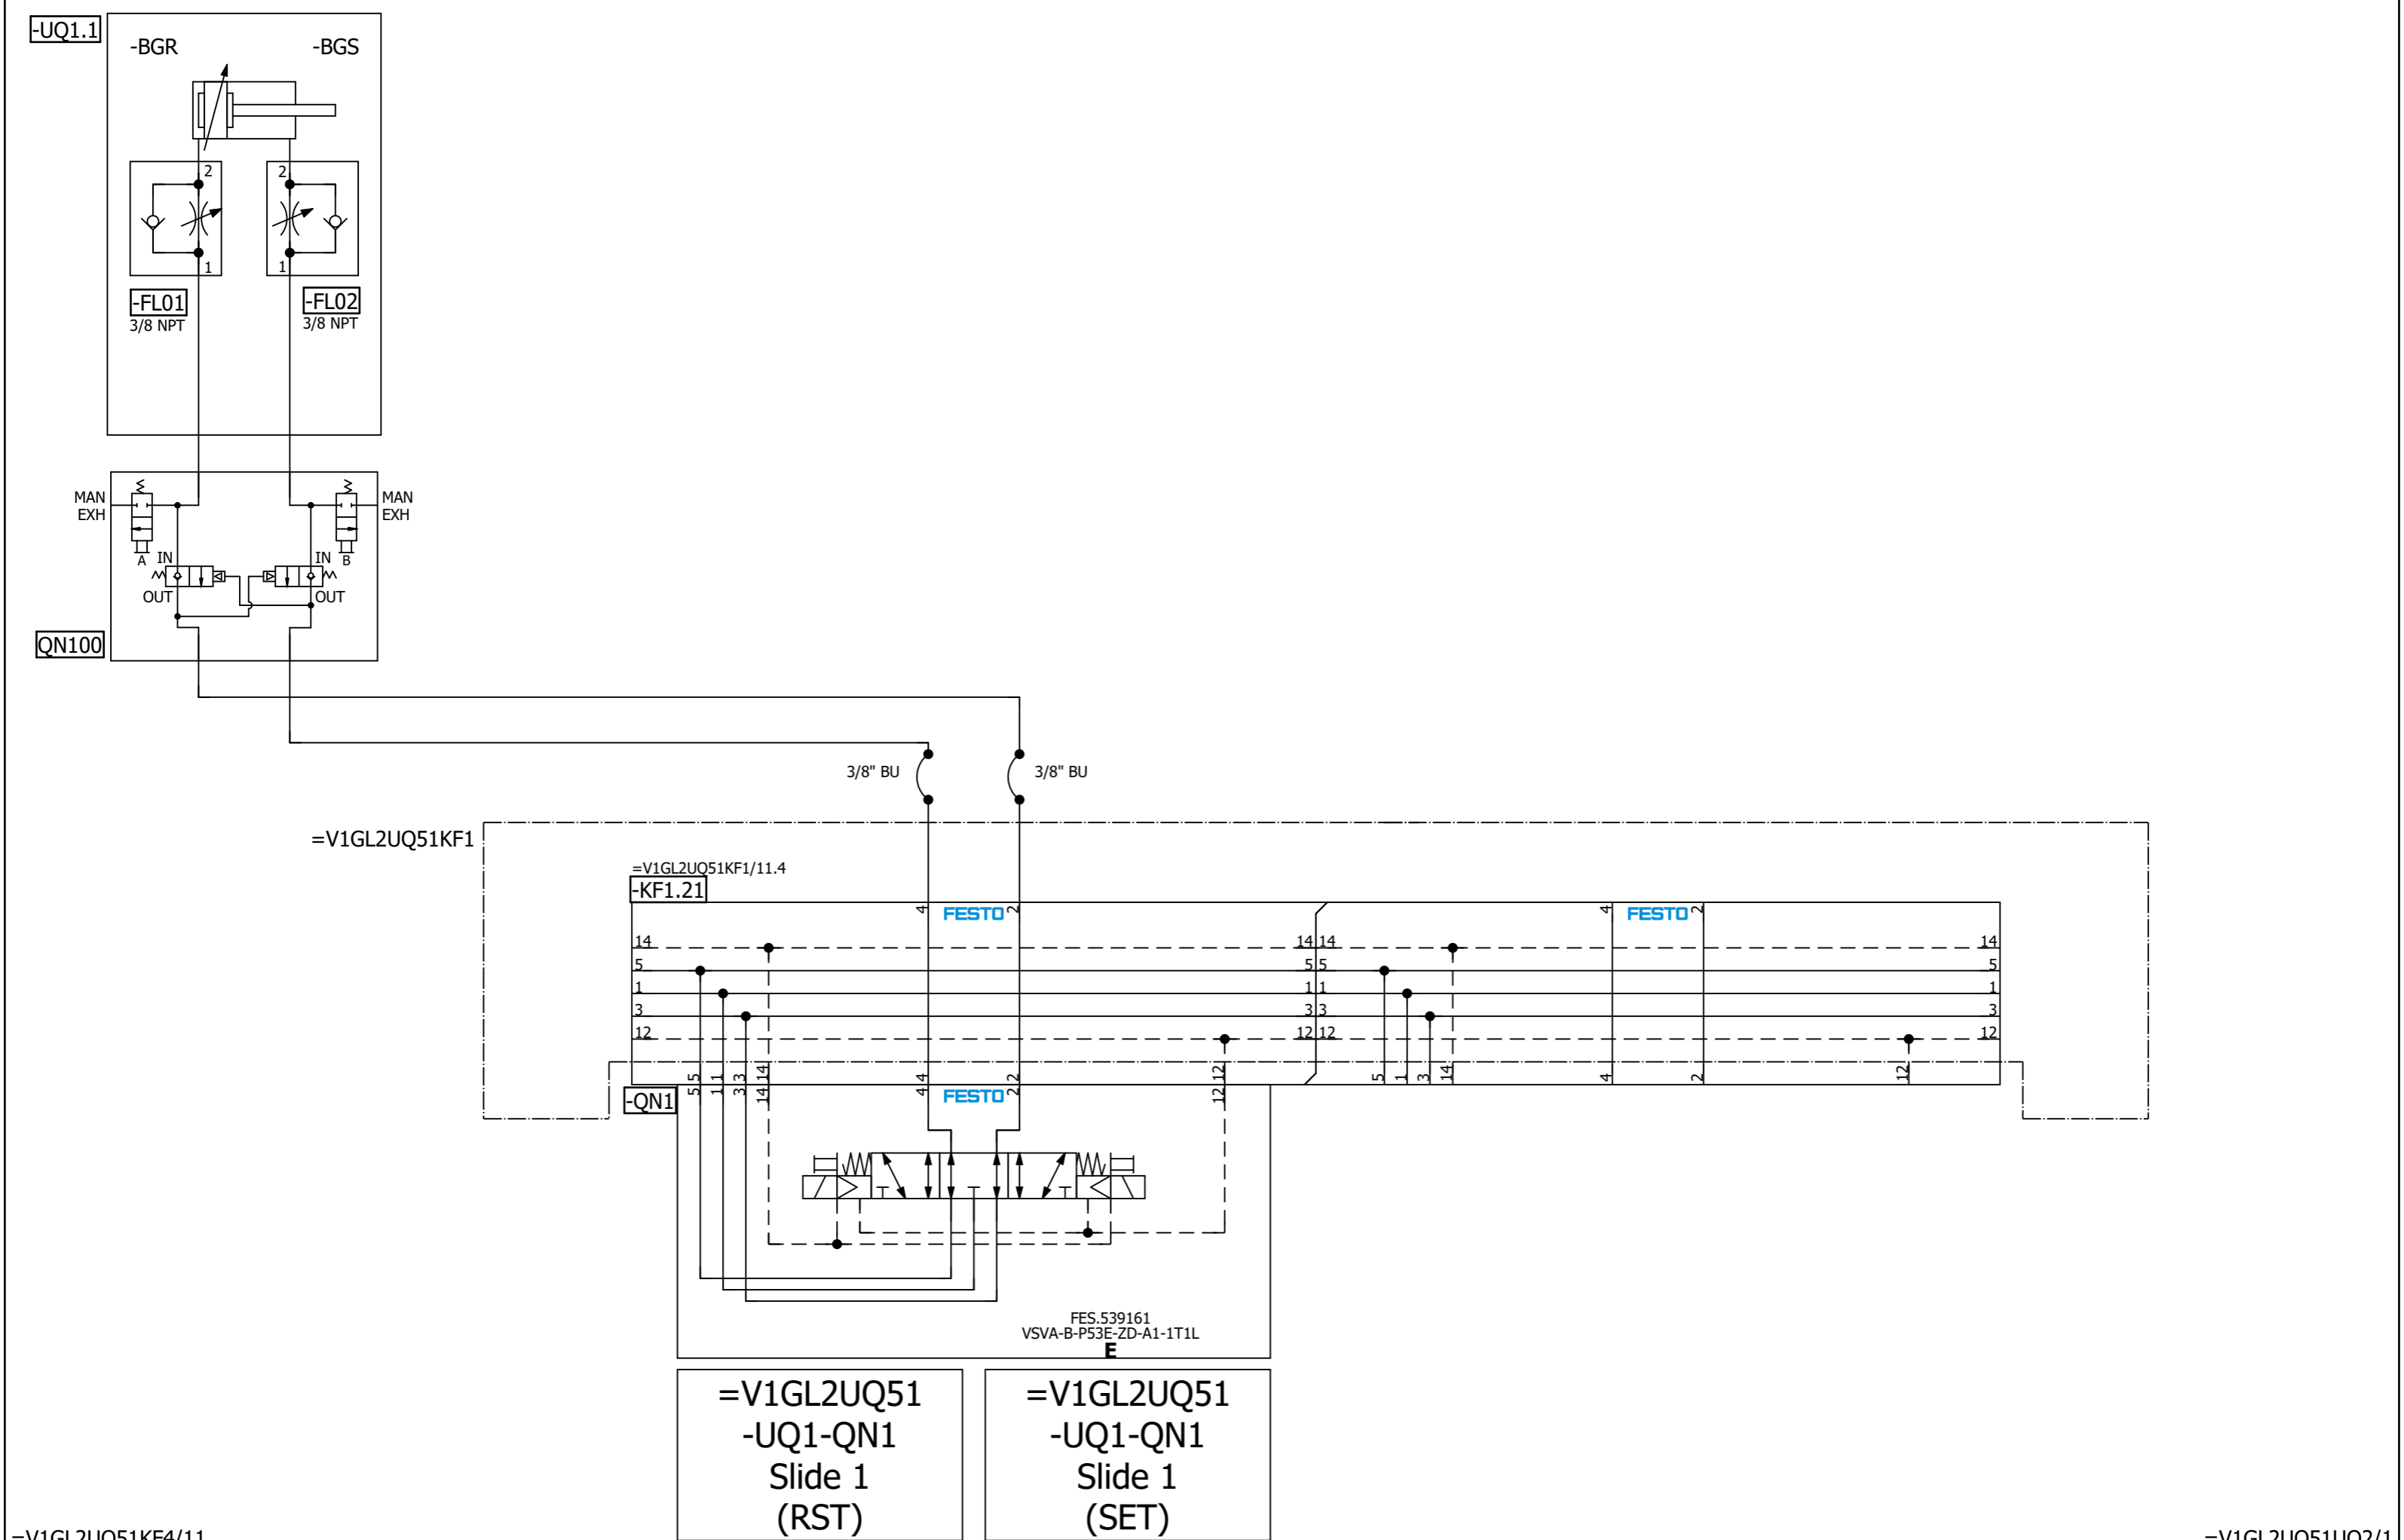 -UQ1.1
-BGR -BGS
2 2
1 1
-FL01
3/8 NPT
-FL02
3/8 NPT
MAN
EXH
MAN
EXH
A IN IN B
OUT OUT
QN100
3/8" BU 3/8" BU
=V1GL2UQ51KF1
=V1GL2UQ51KF1/11.4
-KF1.21
4 FESTO 2 4 FESTO 2
14 14 14 14
5 5 5 5
1 1 1 1
3 3 3 3
12 12 12 12
5 1 3 14 4 2 12 5 1 3 14 4 2 12
-QN1
5 1 3 14 4 FESTO 2 12
FES.539161
VSVA-B-P53E-ZD-A1-1T1L
E
=V1GL2UQ51
-UQ1-QN1
Slide 1
(RST)
=V1GL2UQ51
-UQ1-QN1
Slide 1
(SET)
=V1GL2UQ51KF4/11
=V1GL2UQ51UQ2/1